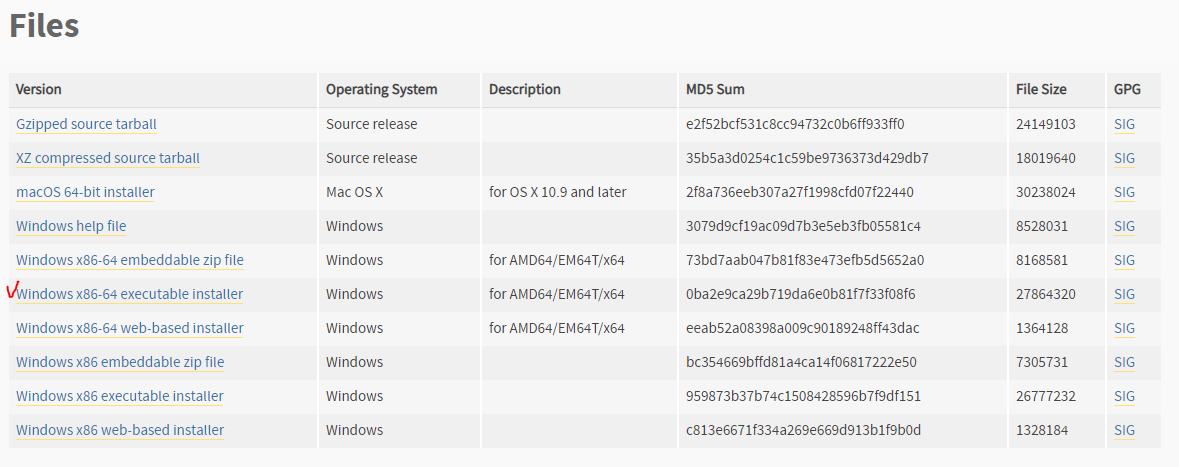 Files
Version Operating System Description MD5 Sum File Size GPG
Gzipped source tarball Source release e2f52bcf531c8cc94732c0b6ff933ff0 24149103 SIG
XZ compressed source tarball Source release 35b5a3d0254c1c59be9736373d429db7 18019640 SIG
macOS 64-bit installer Mac OS X for OS X 10.9 and later 2f8a736eeb307a27f1998cfd07f22440 30238024 SIG
Windows help file Windows 3079d9cf19ac09d7b3e5eb3fb05581c4 8528031 SIG
Windows x86-64 embeddable zip file Windows for AMD64/EM64T/x64 73bd7aab047b81f83e473efb5d5652a0 8168581 SIG
Windows x86-64 executable installer Windows for AMD64/EM64T/x64 0ba2e9ca29b719da6e0b81f7f33f08f6 27864320 SIG
Windows x86-64 web-based installer Windows for AMD64/EM64T/x64 eeab52a08398a009c90189248ff43dac 1364128 SIG
Windows x86 embeddable zip file Windows bc354669bffd81a4ca14f06817222e50 7305731 SIG
Windows x86 executable installer Windows 959873b37b74c1508428596b7f9df151 26777232 SIG
Windows x86 web-based installer Windows c813e6671f334a269e669d913b1f9b0d 1328184 SIG